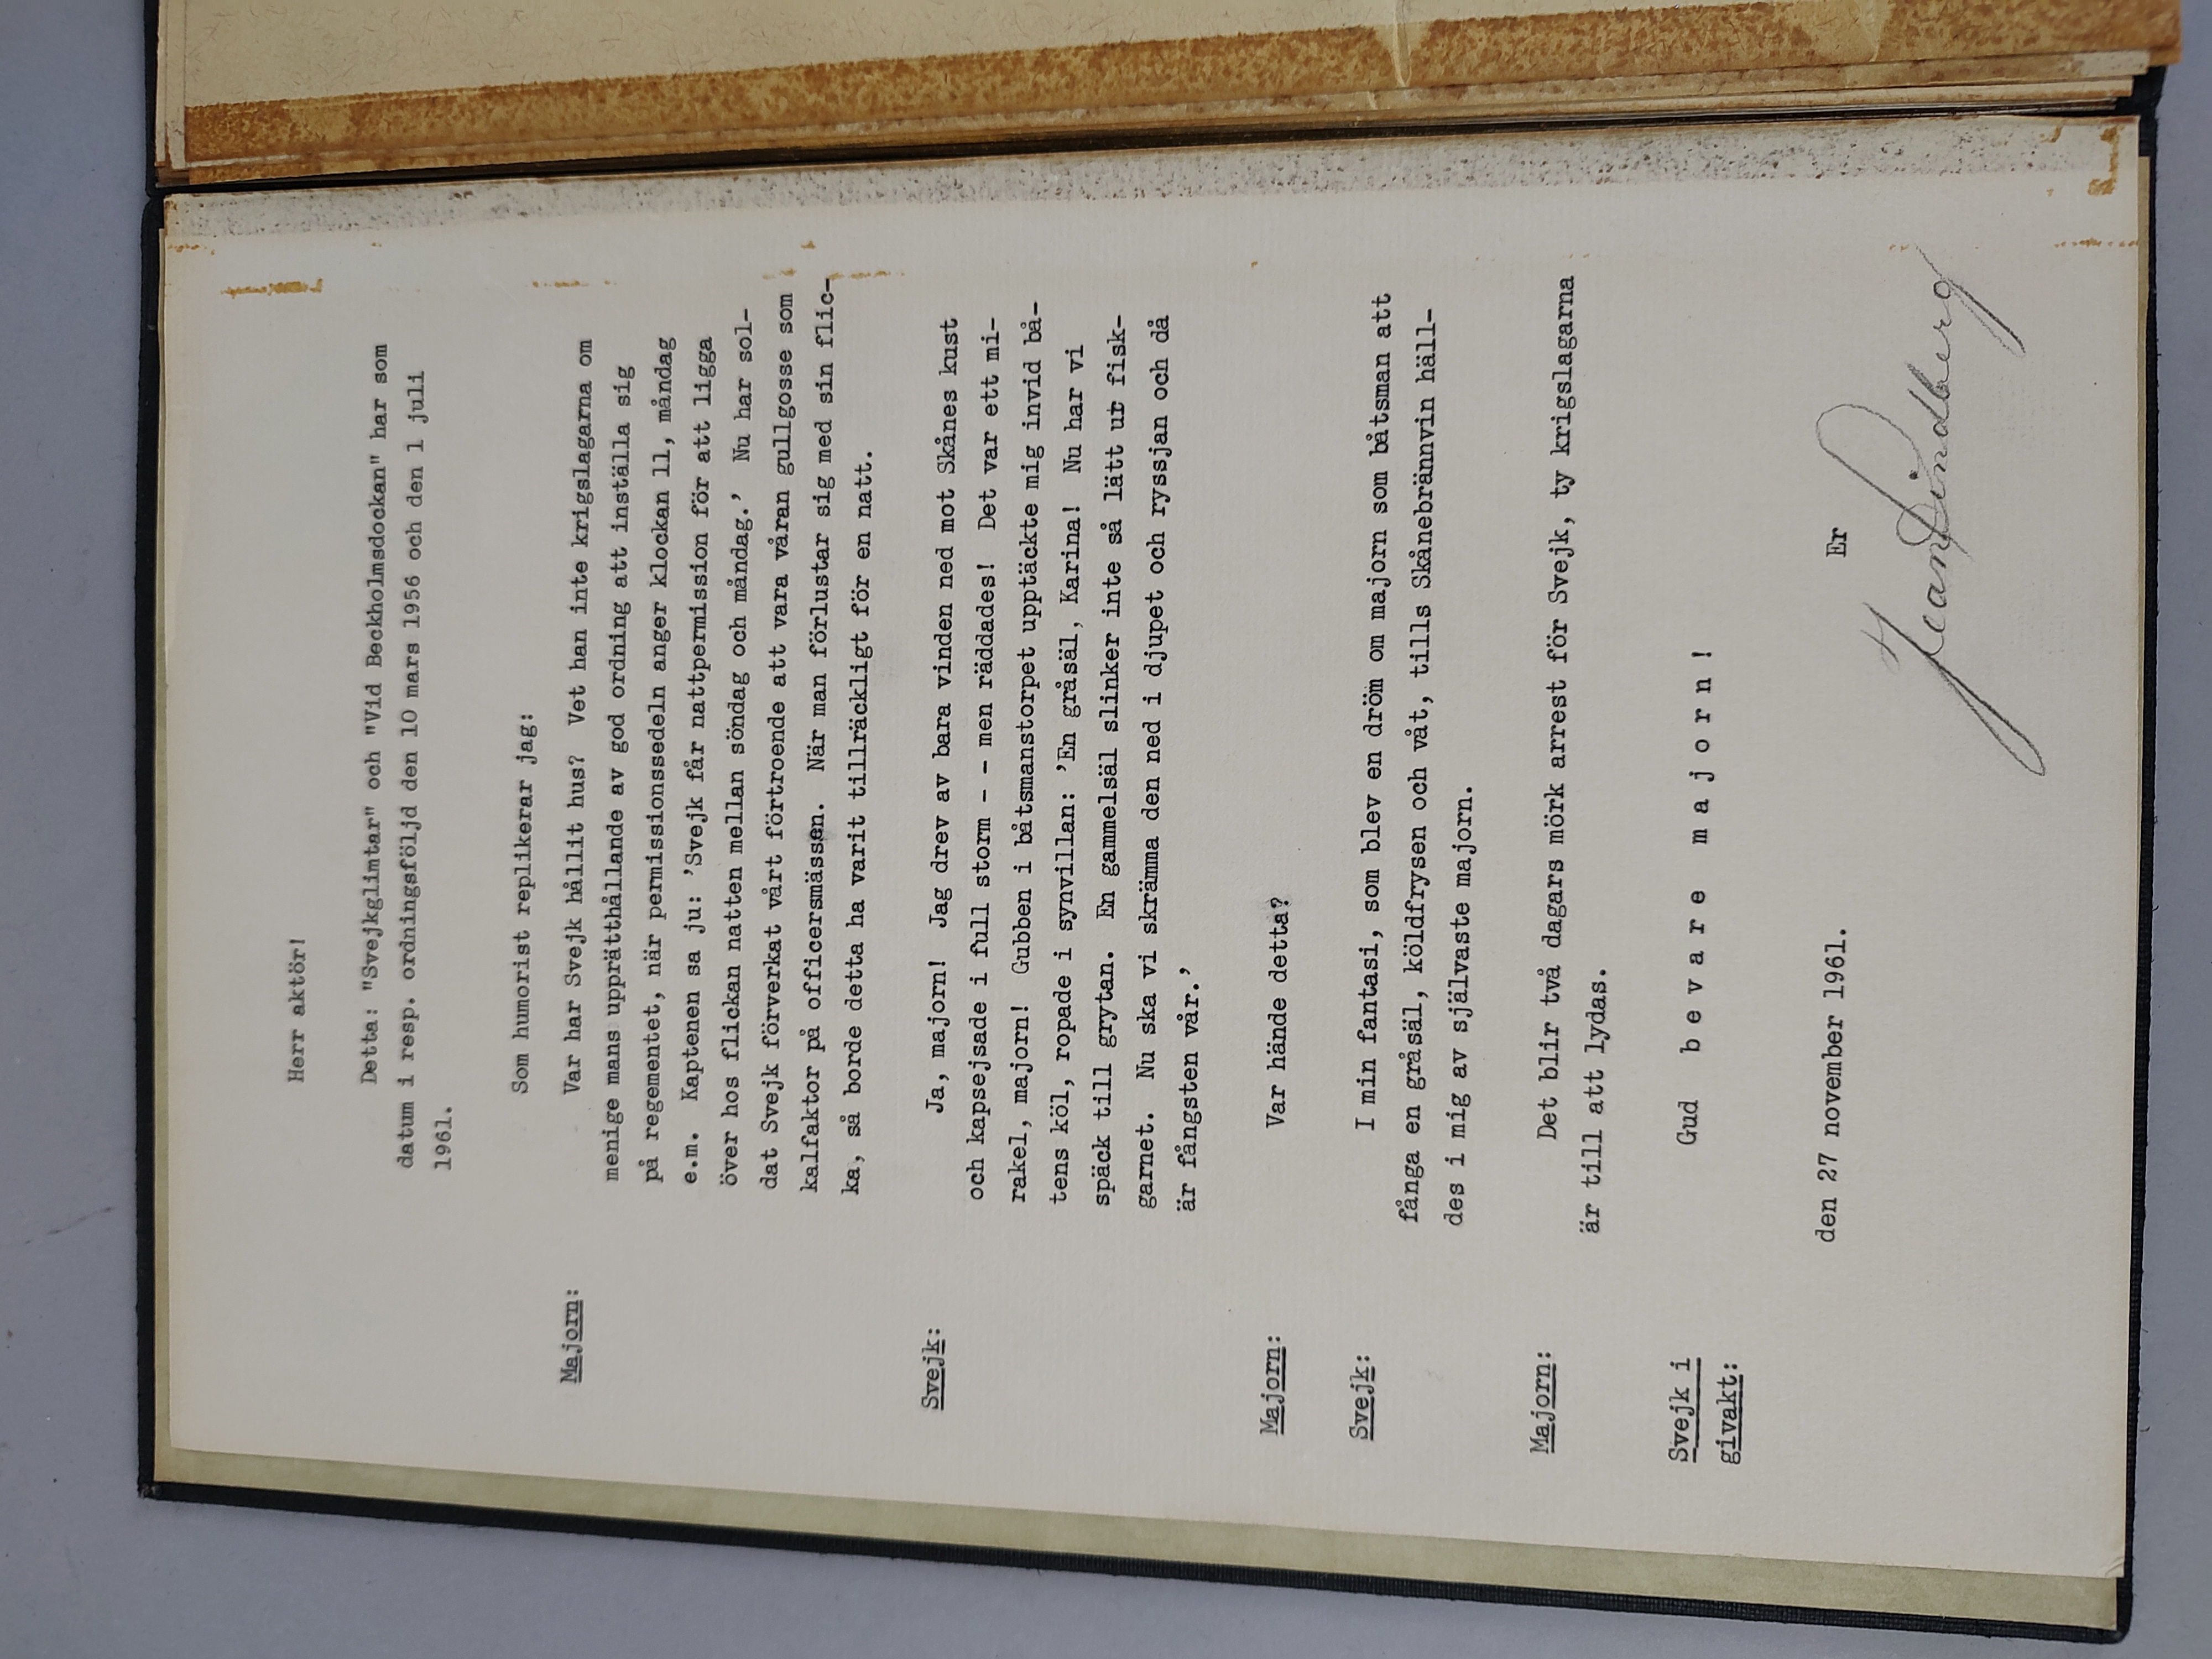 Herr aktör!
Detta: "Svejkglimtar" och "Vid Beckholmsdockan" har som
datum i resp. ordningsföljd den 10 mars 1956 och den 1 juli
1961.
Som humorist replikerar jag:
Majorn: Var har Svejk hållit hus? Vet han inte krigslagarna om
menige mans upprätthållande av god ordning att inställa sig
på regementet, när permissionssedeln anger klockan 11, måndag
e.m. Kaptenen sa ju: 'Svejk får nattpermission för att ligga
över hos flickan natten mellan söndag och måndag.' Nu har sol-
dat Svejk förverkat vårt förtroende att vara våran gullgosse som
kalfaktor på officersmässen. När man förlustar sig med sin flic-
ka, så borde detta ha varit tillräckligt för en natt.
Svejk: Ja, majorn! Jag drev av bara vinden ned mot Skånes kust
och kapsejsade i full storm - - men räddades! Det var ett mi-
rakel, majorn! Gubben i båtsmanstorpet upptäckte mig invid bå-
tens köl, ropade i synvillan: 'En gråsäl, Karina! Nu har vi
späck till grytan. En gammelsäl slinker inte så lätt ur fisk-
garnet. Nu ska vi skrämma den ned i djupet och ryssjan och då
är fångsten vår.'
Majorn: Var hände detta?
Svejk: I min fantasi, som blev en dröm om majorn som båtsman att
fånga en gråsäl, köldfrysen och våt, tills Skånebrännvin häll-
des i mig av självaste majorn.
Majorn: Det blir två dagars mörk arrest för Svejk, ty krigslagarna
är till att lydas.
Svejk i Gud bevare majorn!
givakt:
den 27 november 1961. Er
Jean Lindberg